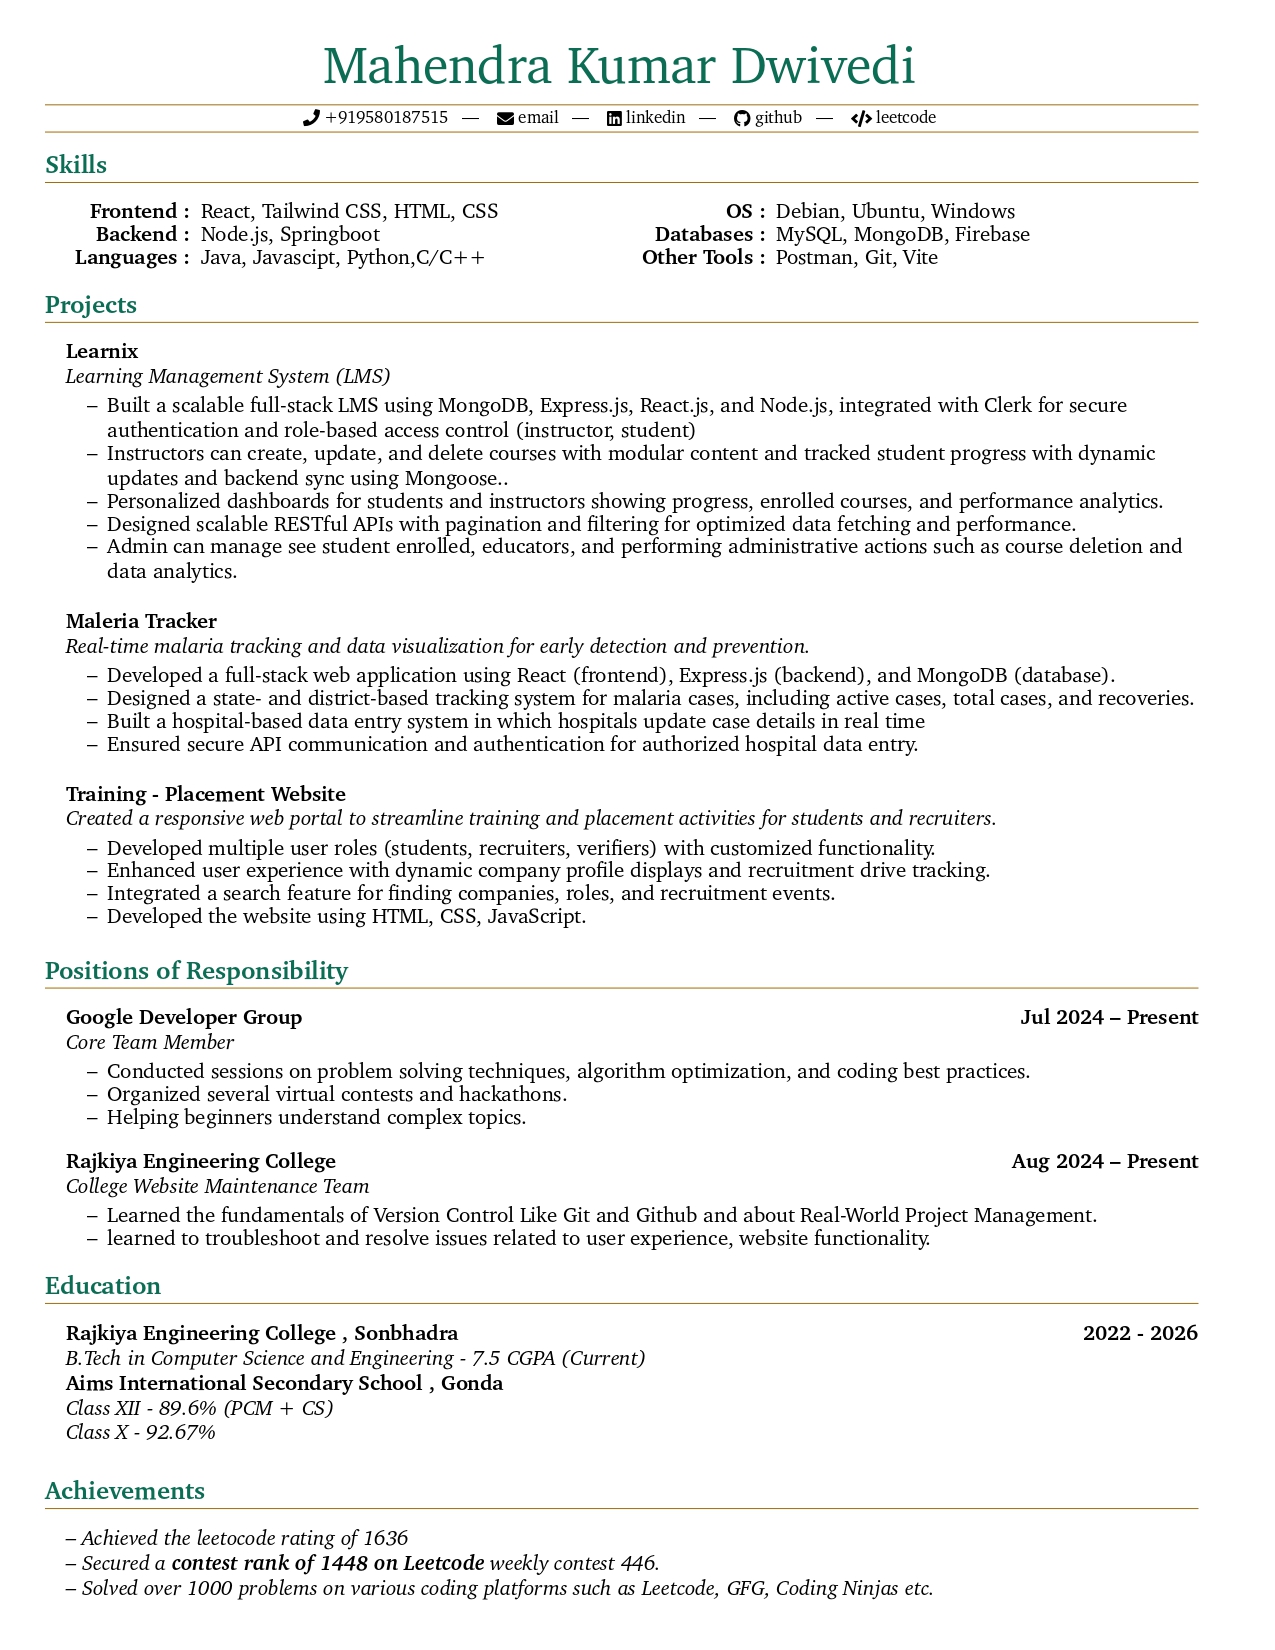 Mahendra Kumar Dwivedi
+919580187515 — email — linkedin — github — leetcode
Skills
Frontend : React, Tailwind CSS, HTML, CSS
Backend : Node.js, Springboot
Languages : Java, Javascipt, Python,C/C++
OS : Debian, Ubuntu, Windows
Databases : MySQL, MongoDB, Firebase
Other Tools : Postman, Git, Vite
Projects
Learnix
Learning Management System (LMS)
– Built a scalable full-stack LMS using MongoDB, Express.js, React.js, and Node.js, integrated with Clerk for secure
authentication and role-based access control (instructor, student)
– Instructors can create, update, and delete courses with modular content and tracked student progress with dynamic
updates and backend sync using Mongoose..
– Personalized dashboards for students and instructors showing progress, enrolled courses, and performance analytics.
– Designed scalable RESTful APIs with pagination and filtering for optimized data fetching and performance.
– Admin can manage see student enrolled, educators, and performing administrative actions such as course deletion and
data analytics.
Maleria Tracker
Real-time malaria tracking and data visualization for early detection and prevention.
– Developed a full-stack web application using React (frontend), Express.js (backend), and MongoDB (database).
– Designed a state- and district-based tracking system for malaria cases, including active cases, total cases, and recoveries.
– Built a hospital-based data entry system in which hospitals update case details in real time
– Ensured secure API communication and authentication for authorized hospital data entry.
Training - Placement Website
Created a responsive web portal to streamline training and placement activities for students and recruiters.
– Developed multiple user roles (students, recruiters, verifiers) with customized functionality.
– Enhanced user experience with dynamic company profile displays and recruitment drive tracking.
– Integrated a search feature for finding companies, roles, and recruitment events.
– Developed the website using HTML, CSS, JavaScript.
Positions of Responsibility
Google Developer Group Jul 2024 – Present
Core Team Member
– Conducted sessions on problem solving techniques, algorithm optimization, and coding best practices.
– Organized several virtual contests and hackathons.
– Helping beginners understand complex topics.
Rajkiya Engineering College Aug 2024 – Present
College Website Maintenance Team
– Learned the fundamentals of Version Control Like Git and Github and about Real-World Project Management.
– learned to troubleshoot and resolve issues related to user experience, website functionality.
Education
Rajkiya Engineering College , Sonbhadra 2022 - 2026
B.Tech in Computer Science and Engineering - 7.5 CGPA (Current)
Aims International Secondary School , Gonda
Class XII - 89.6% (PCM + CS)
Class X - 92.67%
Achievements
– Achieved the leetocode rating of 1636
– Secured a contest rank of 1448 on Leetcode weekly contest 446.
– Solved over 1000 problems on various coding platforms such as Leetcode, GFG, Coding Ninjas etc.